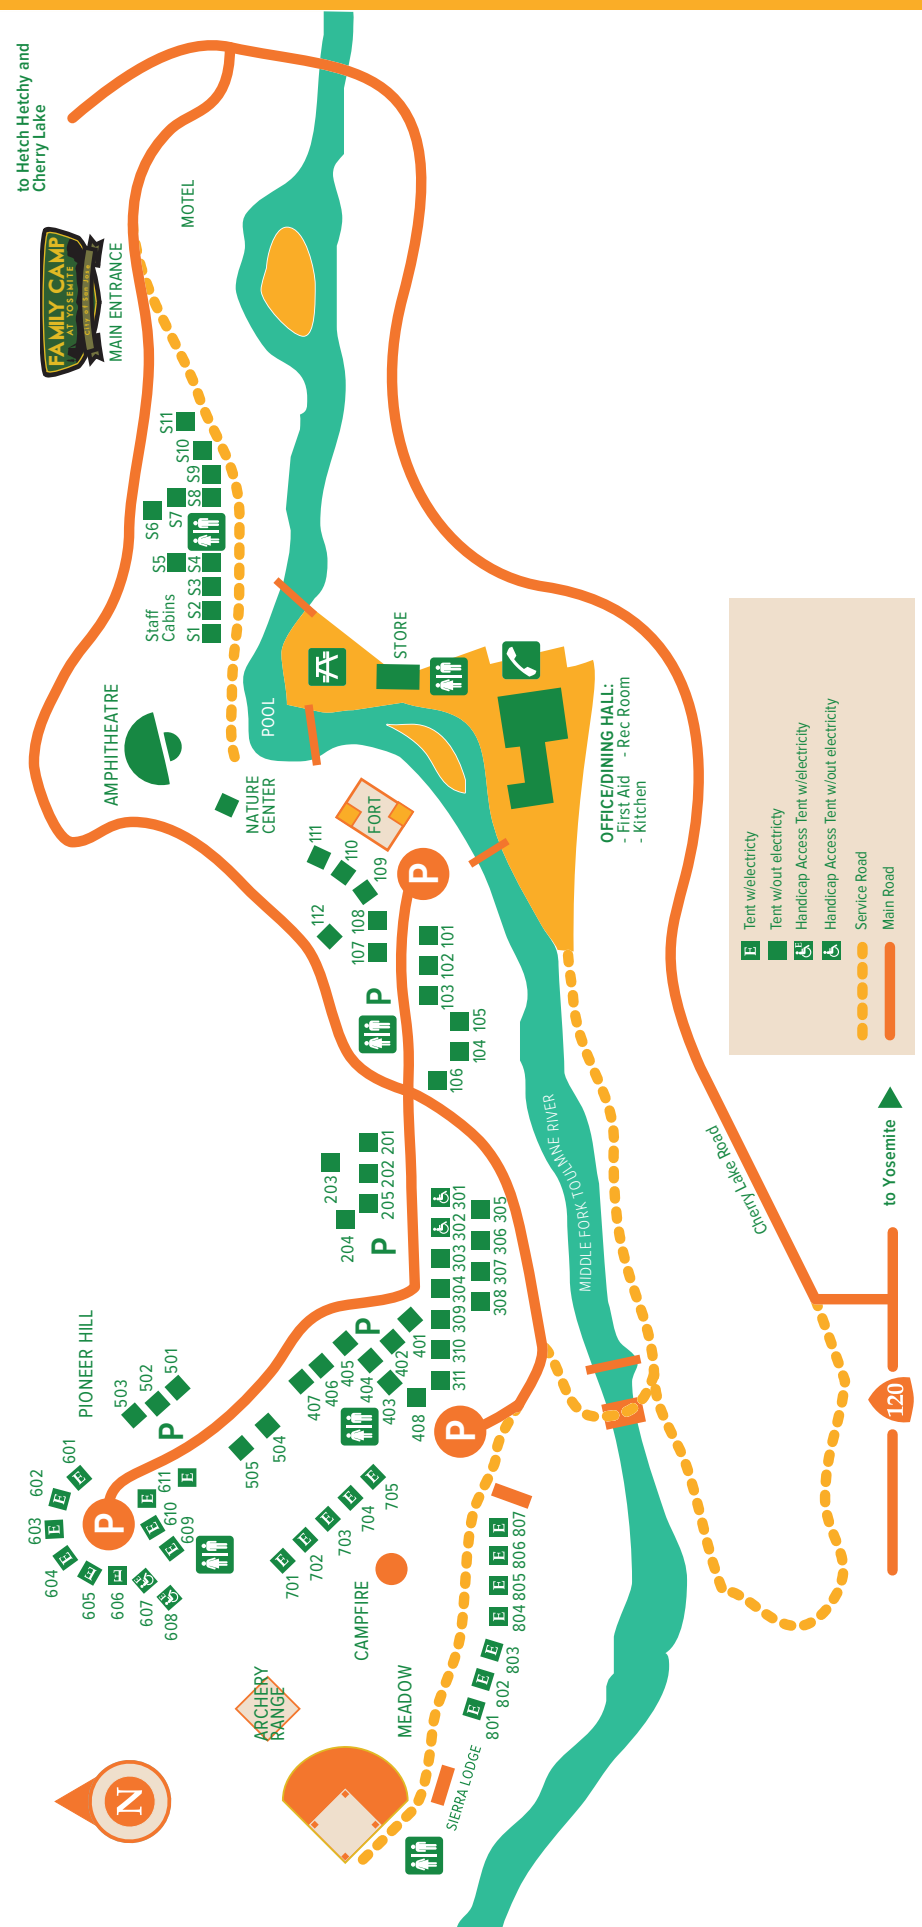 to Hetch Hetchy and
Cherry Lake
FAMILY CAMP
AT YOSEMITE
City of San Jose
MAIN ENTRANCE
MOTEL
S11
S10
S9
S8
S7
S6
S5
S4
S3
S2
S1
Staff
Cabins
AMPHITHEATRE
NATURE
CENTER
POOL
STORE
OFFICE/DINING HALL:
- First Aid - Rec Room
- Kitchen
FORT
P
111
110
109
112
108
107
101
102
103
P
105
104
106
201
202
203
205
204
P
301
302
303
304
305
306
307
308
309
310
311
P
401
402
403
404
405
406
407
408
P
PIONEER HILL
501
502
503
P
504
505
601
602
603
604
605
606
607
608
609
610
611
E
E
E
E
E
E
E
E
E
E
E
P
701
702
703
704
705
E
E
E
E
E
CAMPFIRE
ARCHERY
RANGE
MEADOW
801
802
803
804
805
806
807
E
E
E
E
E
E
E
SIERRA LODGE
N
MIDDLE FORK TOULMNE RIVER
Cherry Lake Road
to Yosemite
120
E Tent w/electricty
Tent w/out electricty
E Handicap Access Tent w/electricity
Handicap Access Tent w/out electricity
Service Road
Main Road